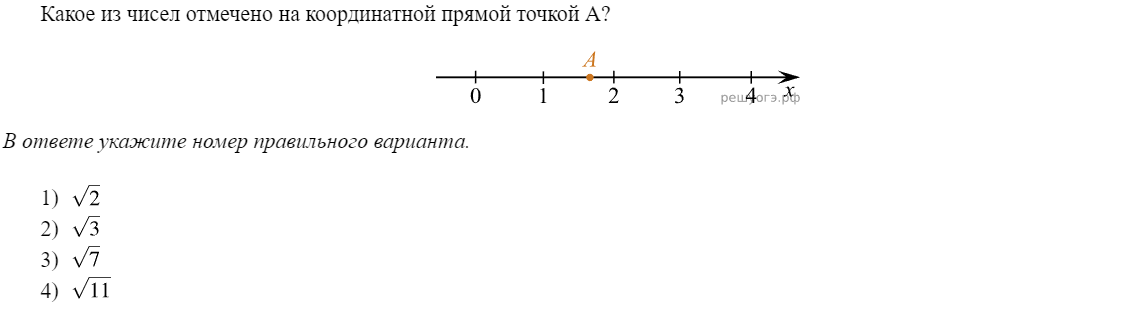 Какое из чисел отмечено на координатной прямой точкой А?
A
0 1 2 3 4 x
решуогэ.рф
В ответе укажите номер правильного варианта.
1) √2
2) √3
3) √7
4) √11